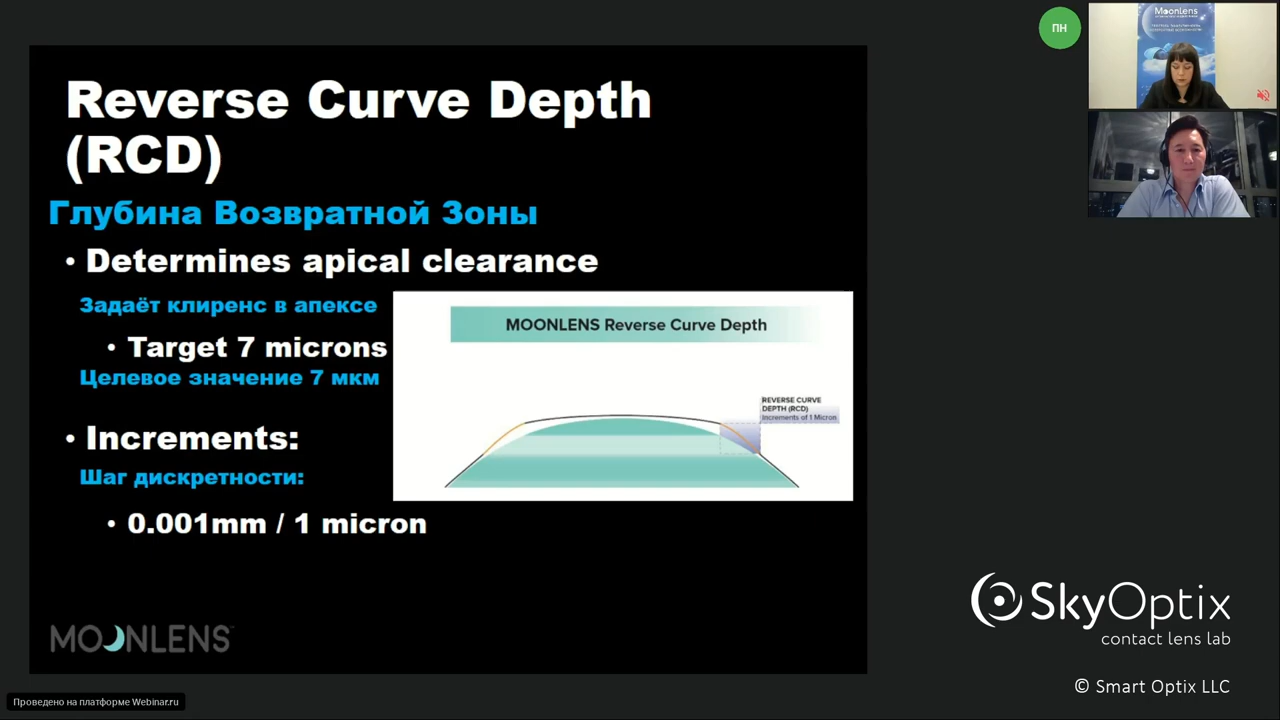 Reverse Curve Depth
(RCD)
Глубина Возвратной Зоны
• Determines apical clearance
Задаёт клиренс в апексе
• Target 7 microns
Целевое значение 7 мкм
• Increments:
Шаг дискретности:
• 0.001mm / 1 micron
MOONLENS Reverse Curve Depth
REVERSE CURVE
DEPTH (RCD)
Increments of 1 Micron
MOONLENS
ПН
MoonLens
SkyOptix
contact lens lab
© Smart Optix LLC
Проведено на платформе Webinar.ru